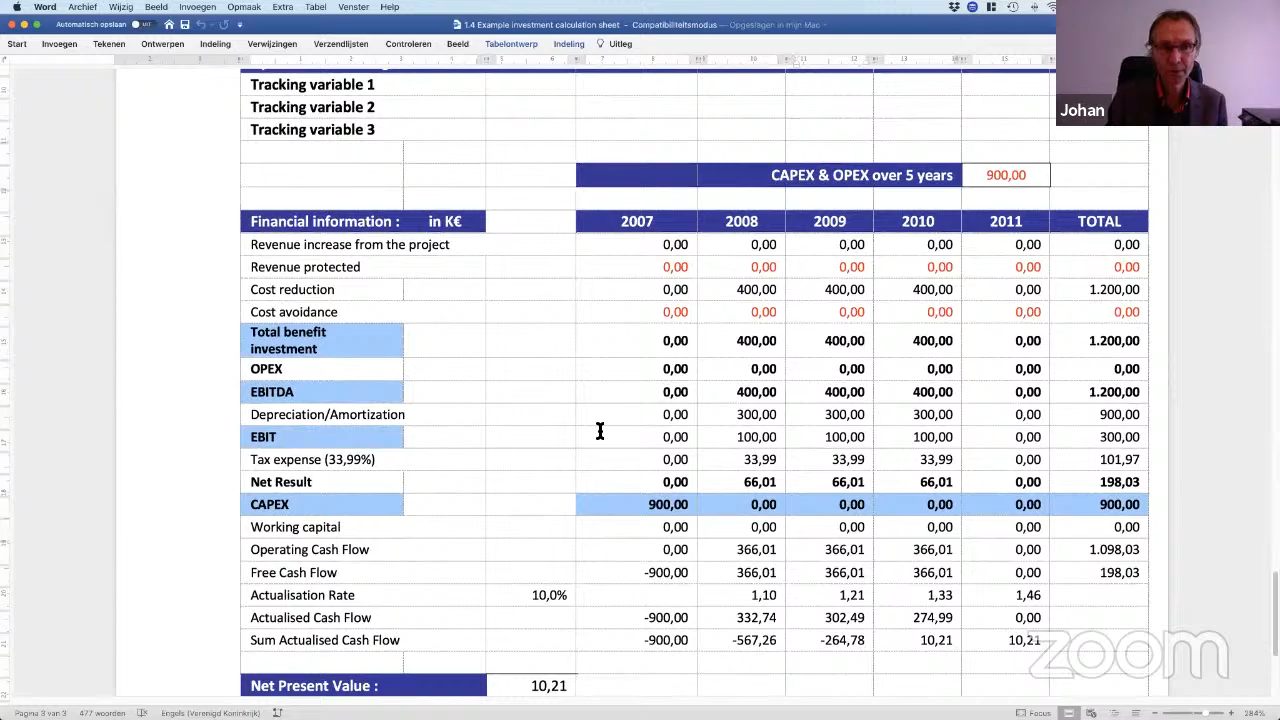 Word Archief Wijzig Beeld Invoegen Opmaak Extra Tabel Venster Help
Automatisch opslaan UIT 1.4 Example investment calculation sheet – Compatibiliteitsmodus — Opgeslagen in mijn Mac
Start Invoegen Tekenen Ontwerpen Indeling Verwijzingen Verzendlijsten Controleren Beeld Tabelontwerp Indeling Uitleg
Johan
Tracking variable 1
Tracking variable 2
Tracking variable 3
CAPEX & OPEX over 5 years 900,00
Financial information : in K€ 2007 2008 2009 2010 2011 TOTAL
Revenue increase from the project 0,00 0,00 0,00 0,00 0,00 0,00
Revenue protected 0,00 0,00 0,00 0,00 0,00 0,00
Cost reduction 0,00 400,00 400,00 400,00 0,00 1.200,00
Cost avoidance 0,00 0,00 0,00 0,00 0,00 0,00
Total benefit
investment 0,00 400,00 400,00 400,00 0,00 1.200,00
OPEX 0,00 0,00 0,00 0,00 0,00 0,00
EBITDA 0,00 400,00 400,00 400,00 0,00 1.200,00
Depreciation/Amortization 0,00 300,00 300,00 300,00 0,00 900,00
EBIT 0,00 100,00 100,00 100,00 0,00 300,00
Tax expense (33,99%) 0,00 33,99 33,99 33,99 0,00 101,97
Net Result 0,00 66,01 66,01 66,01 0,00 198,03
CAPEX 900,00 0,00 0,00 0,00 0,00 900,00
Working capital 0,00 0,00 0,00 0,00 0,00 0,00
Operating Cash Flow 0,00 366,01 366,01 366,01 0,00 1.098,03
Free Cash Flow -900,00 366,01 366,01 366,01 0,00 198,03
Actualisation Rate 10,0% 1,10 1,21 1,33 1,46
Actualised Cash Flow -900,00 332,74 302,49 274,99 0,00
Sum Actualised Cash Flow -900,00 -567,26 -264,78 10,21 10,21
zoom
Net Present Value : 10,21
Pagina 3 van 3 477 woorden Engels (Verenigd Koninkrijk) Focus 284%